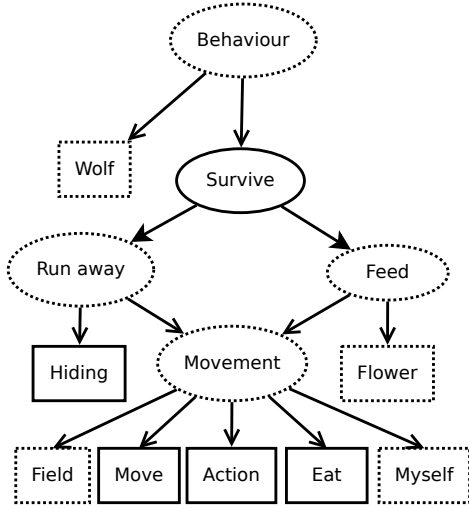 Behaviour
Wolf
Survive
Run away
Feed
Hiding
Movement
Flower
Field
Move
Action
Eat
Myself